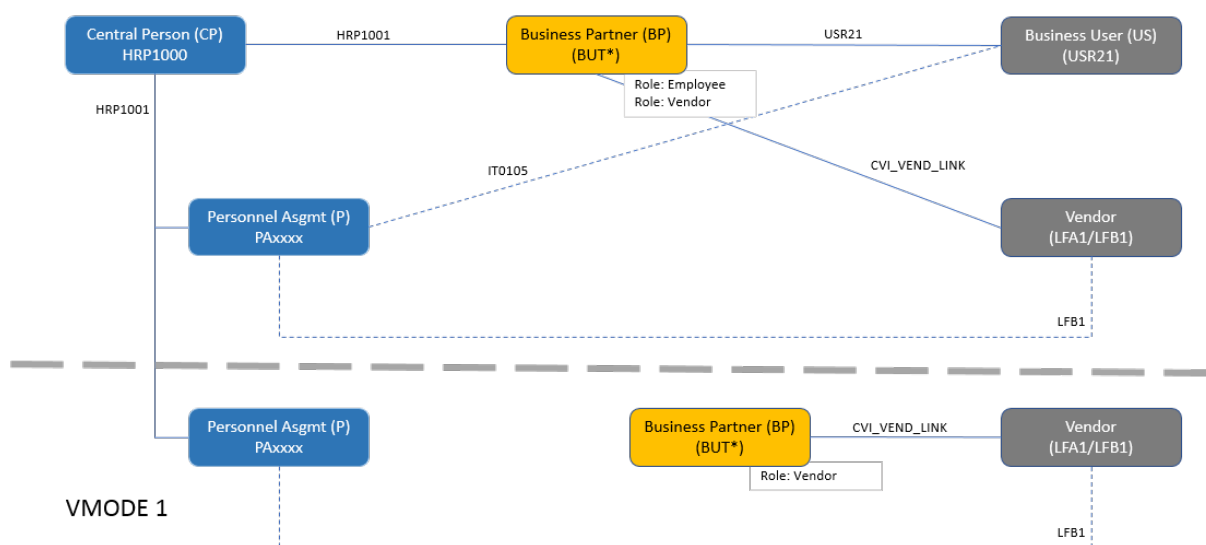 Central Person (CP)
HRP1000
HRP1001
Business Partner (BP)
(BUT*)
USR21
Business User (US)
(USR21)
Role: Employee
Role: Vendor
HRP1001
IT0105
CVI_VEND_LINK
Personnel Asgmt (P)
PAxxxx
Vendor
(LFA1/LFB1)
LFB1
Personnel Asgmt (P)
PAxxxx
Business Partner (BP)
(BUT*)
CVI_VEND_LINK
Vendor
(LFA1/LFB1)
Role: Vendor
VMODE 1
LFB1